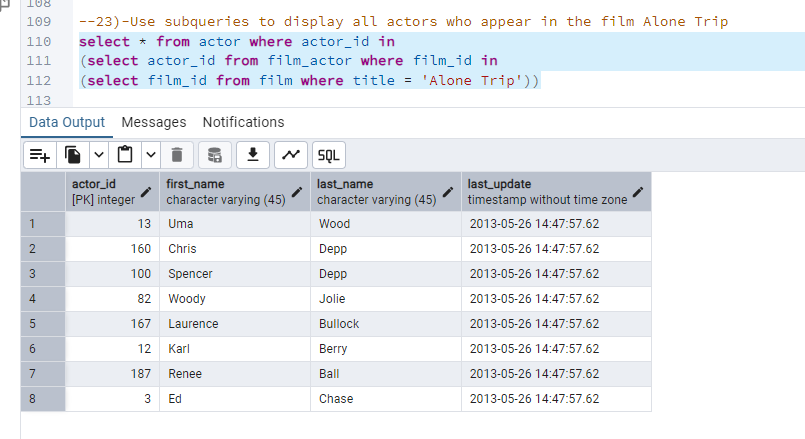 108
109 --23)-Use subqueries to display all actors who appear in the film Alone Trip
110 select * from actor where actor_id in
111 (select actor_id from film_actor where film_id in
112 (select film_id from film where title = 'Alone Trip'))
113
Data Output Messages Notifications
SQL
actor_id first_name last_name last_update
[PK] integer character varying (45) character varying (45) timestamp without time zone
1 13 Uma Wood 2013-05-26 14:47:57.62
2 160 Chris Depp 2013-05-26 14:47:57.62
3 100 Spencer Depp 2013-05-26 14:47:57.62
4 82 Woody Jolie 2013-05-26 14:47:57.62
5 167 Laurence Bullock 2013-05-26 14:47:57.62
6 12 Karl Berry 2013-05-26 14:47:57.62
7 187 Renee Ball 2013-05-26 14:47:57.62
8 3 Ed Chase 2013-05-26 14:47:57.62